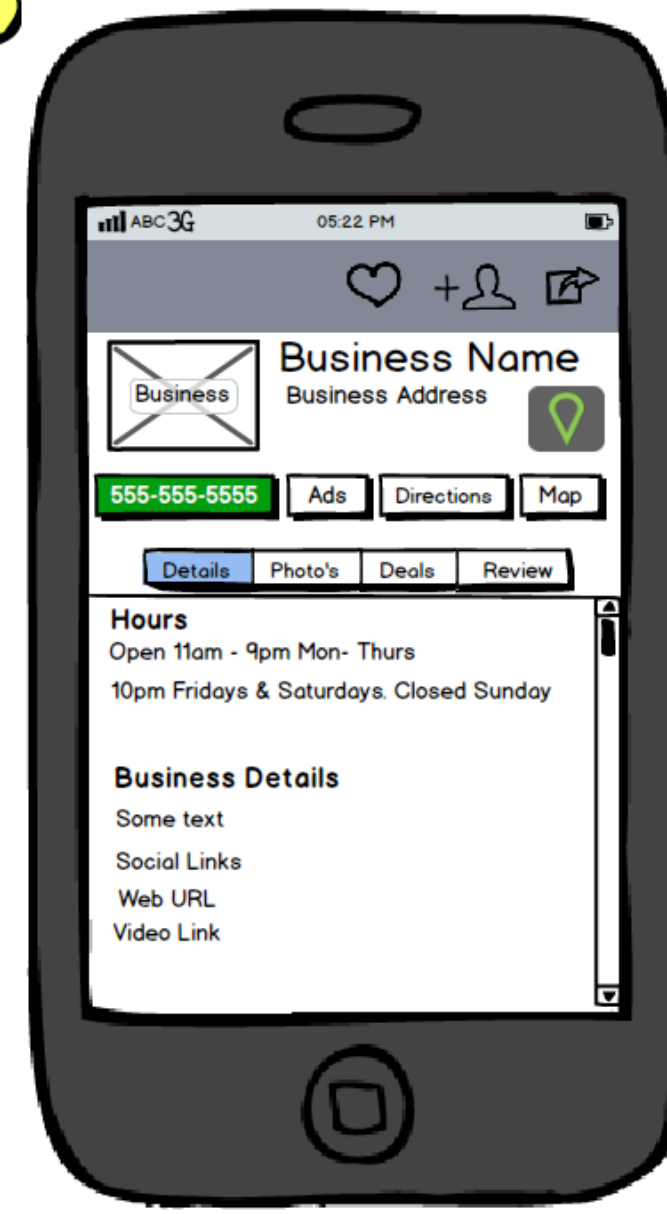 ABC 3G 05:22 PM
Business Name
Business
Business Address
555-555-5555 Ads Directions Map
Details Photo's Deals Review
Hours
Open 11am - 9pm Mon- Thurs
10pm Fridays & Saturdays. Closed Sunday
Business Details
Some text
Social Links
Web URL
Video Link